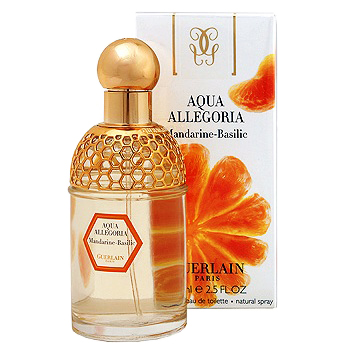 AQUA
ALLEGORIA
Mandarine-Basilic
GUERLAIN
PARIS
AQUA
ALLEGORIA
Mandarine-Basilic
PARIS
2.5 FL.OZ
eau de toilette • natural spray